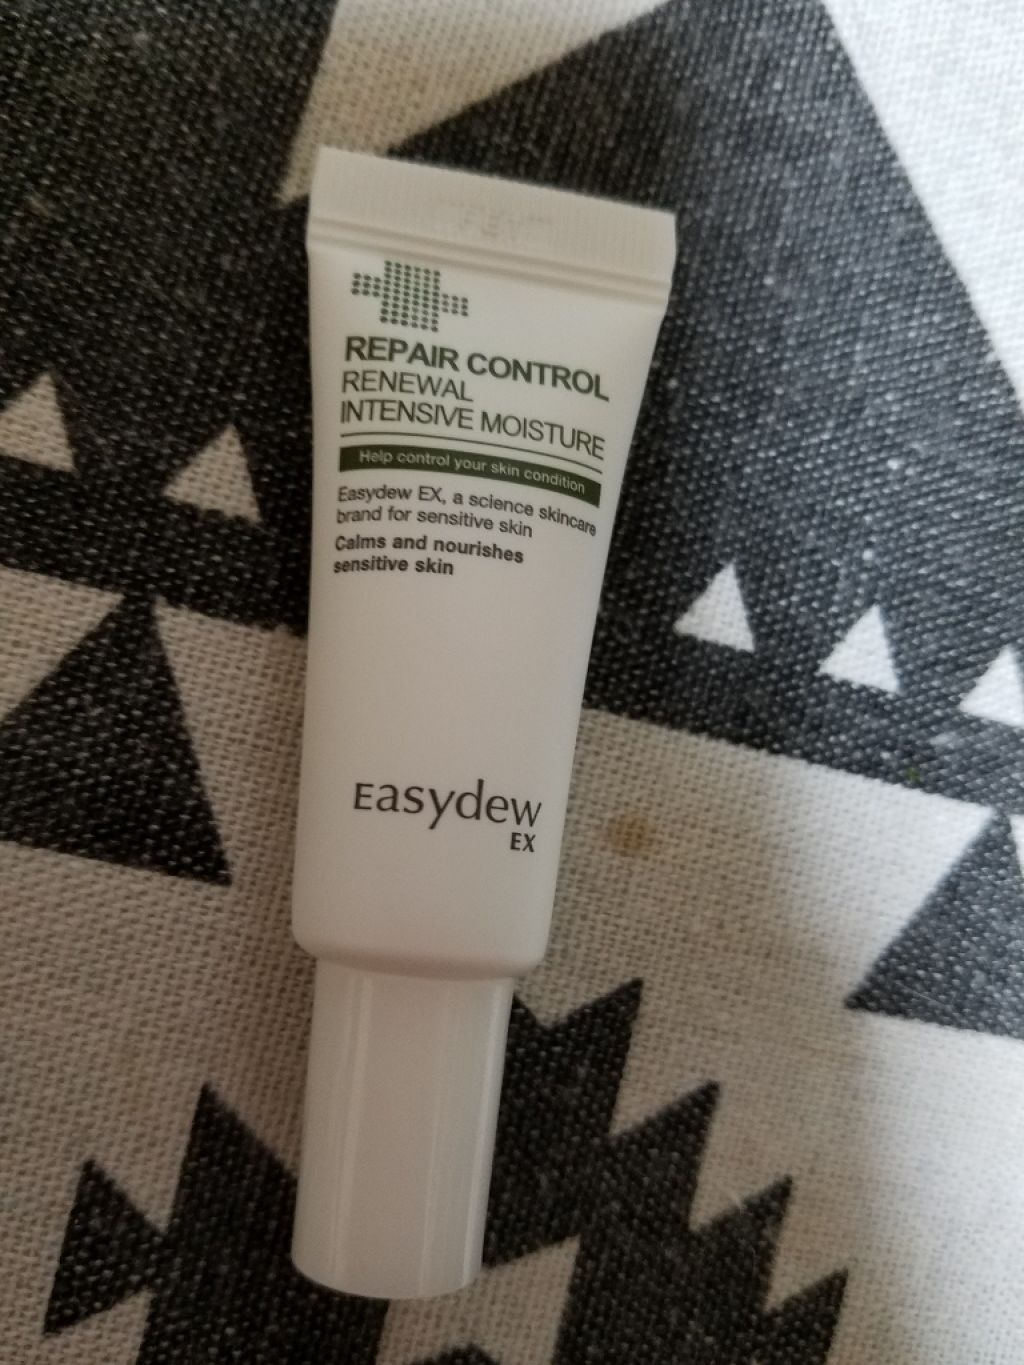 REPAIR CONTROL
RENEWAL
INTENSIVE MOISTURE
Help control your skin condition
Easydew EX, a science skincare
brand for sensitive skin
Calms and nourishes
sensitive skin
Easydew
EX